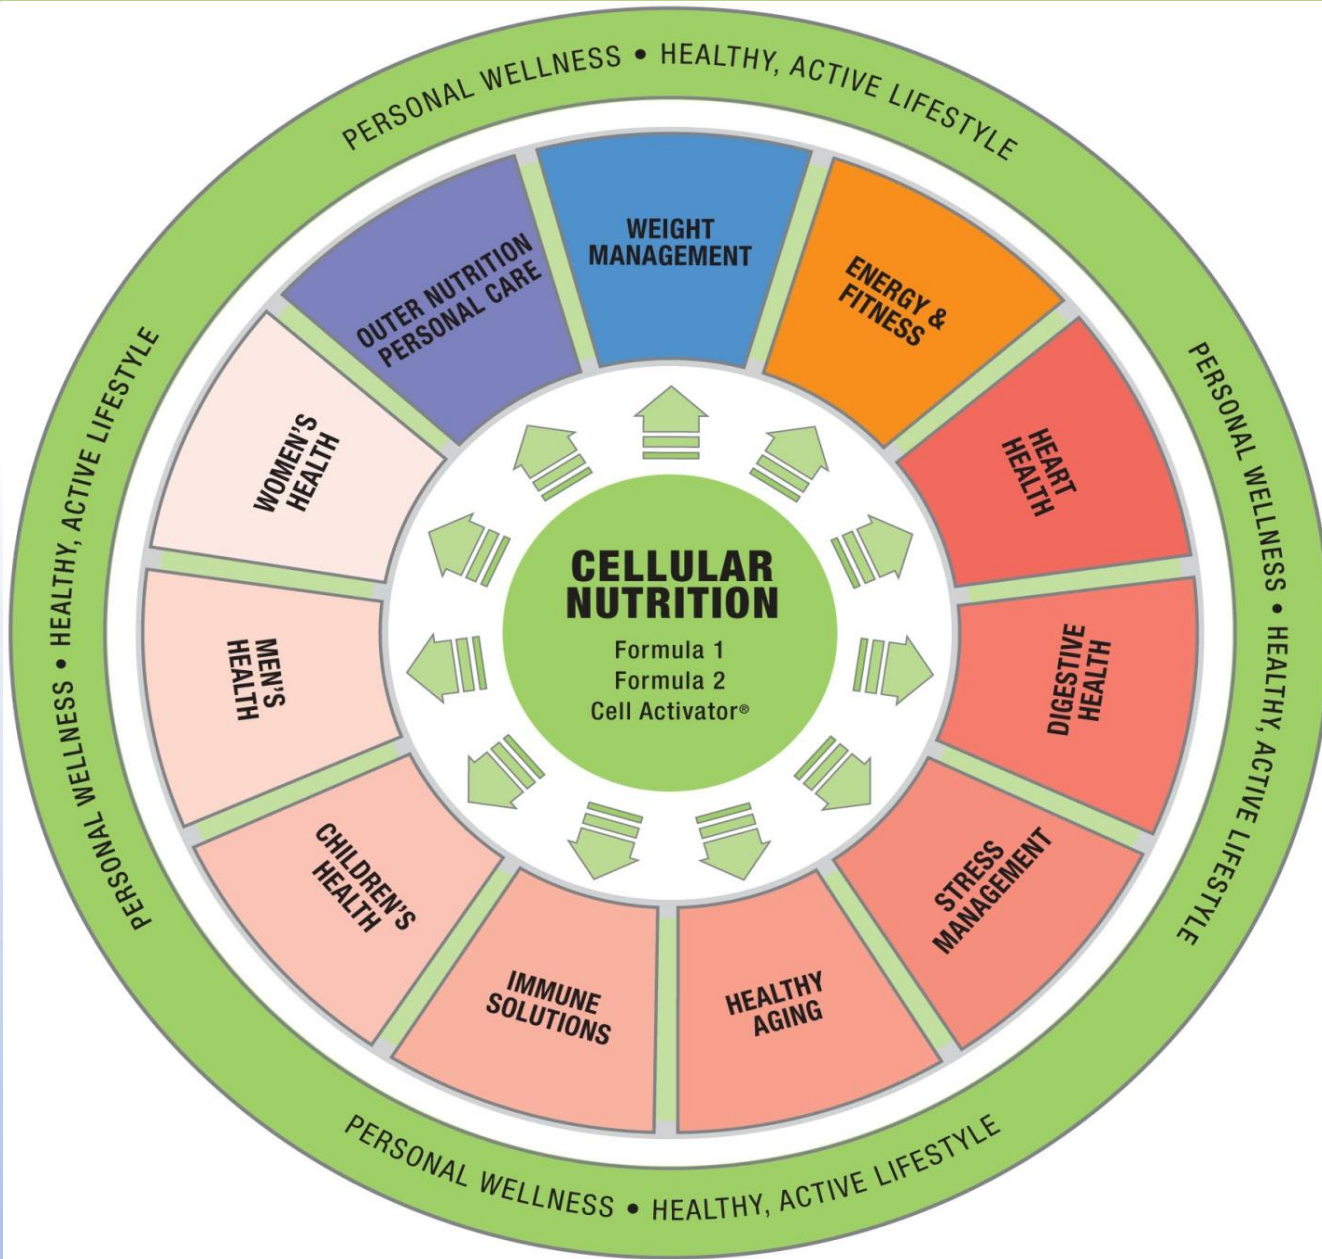 PERSONAL WELLNESS • HEALTHY, ACTIVE LIFESTYLE
PERSONAL WELLNESS • HEALTHY, ACTIVE LIFESTYLE
PERSONAL WELLNESS • HEALTHY, ACTIVE LIFESTYLE
PERSONAL WELLNESS • HEALTHY, ACTIVE LIFESTYLE
WEIGHT
MANAGEMENT
ENERGY &
FITNESS
HEART
HEALTH
DIGESTIVE
HEALTH
STRESS
MANAGEMENT
HEALTHY
AGING
IMMUNE
SOLUTIONS
CHILDREN'S
HEALTH
MEN'S
HEALTH
WOMEN'S
HEALTH
OUTER NUTRITION
PERSONAL CARE
CELLULAR
NUTRITION
Formula 1
Formula 2
Cell Activator®